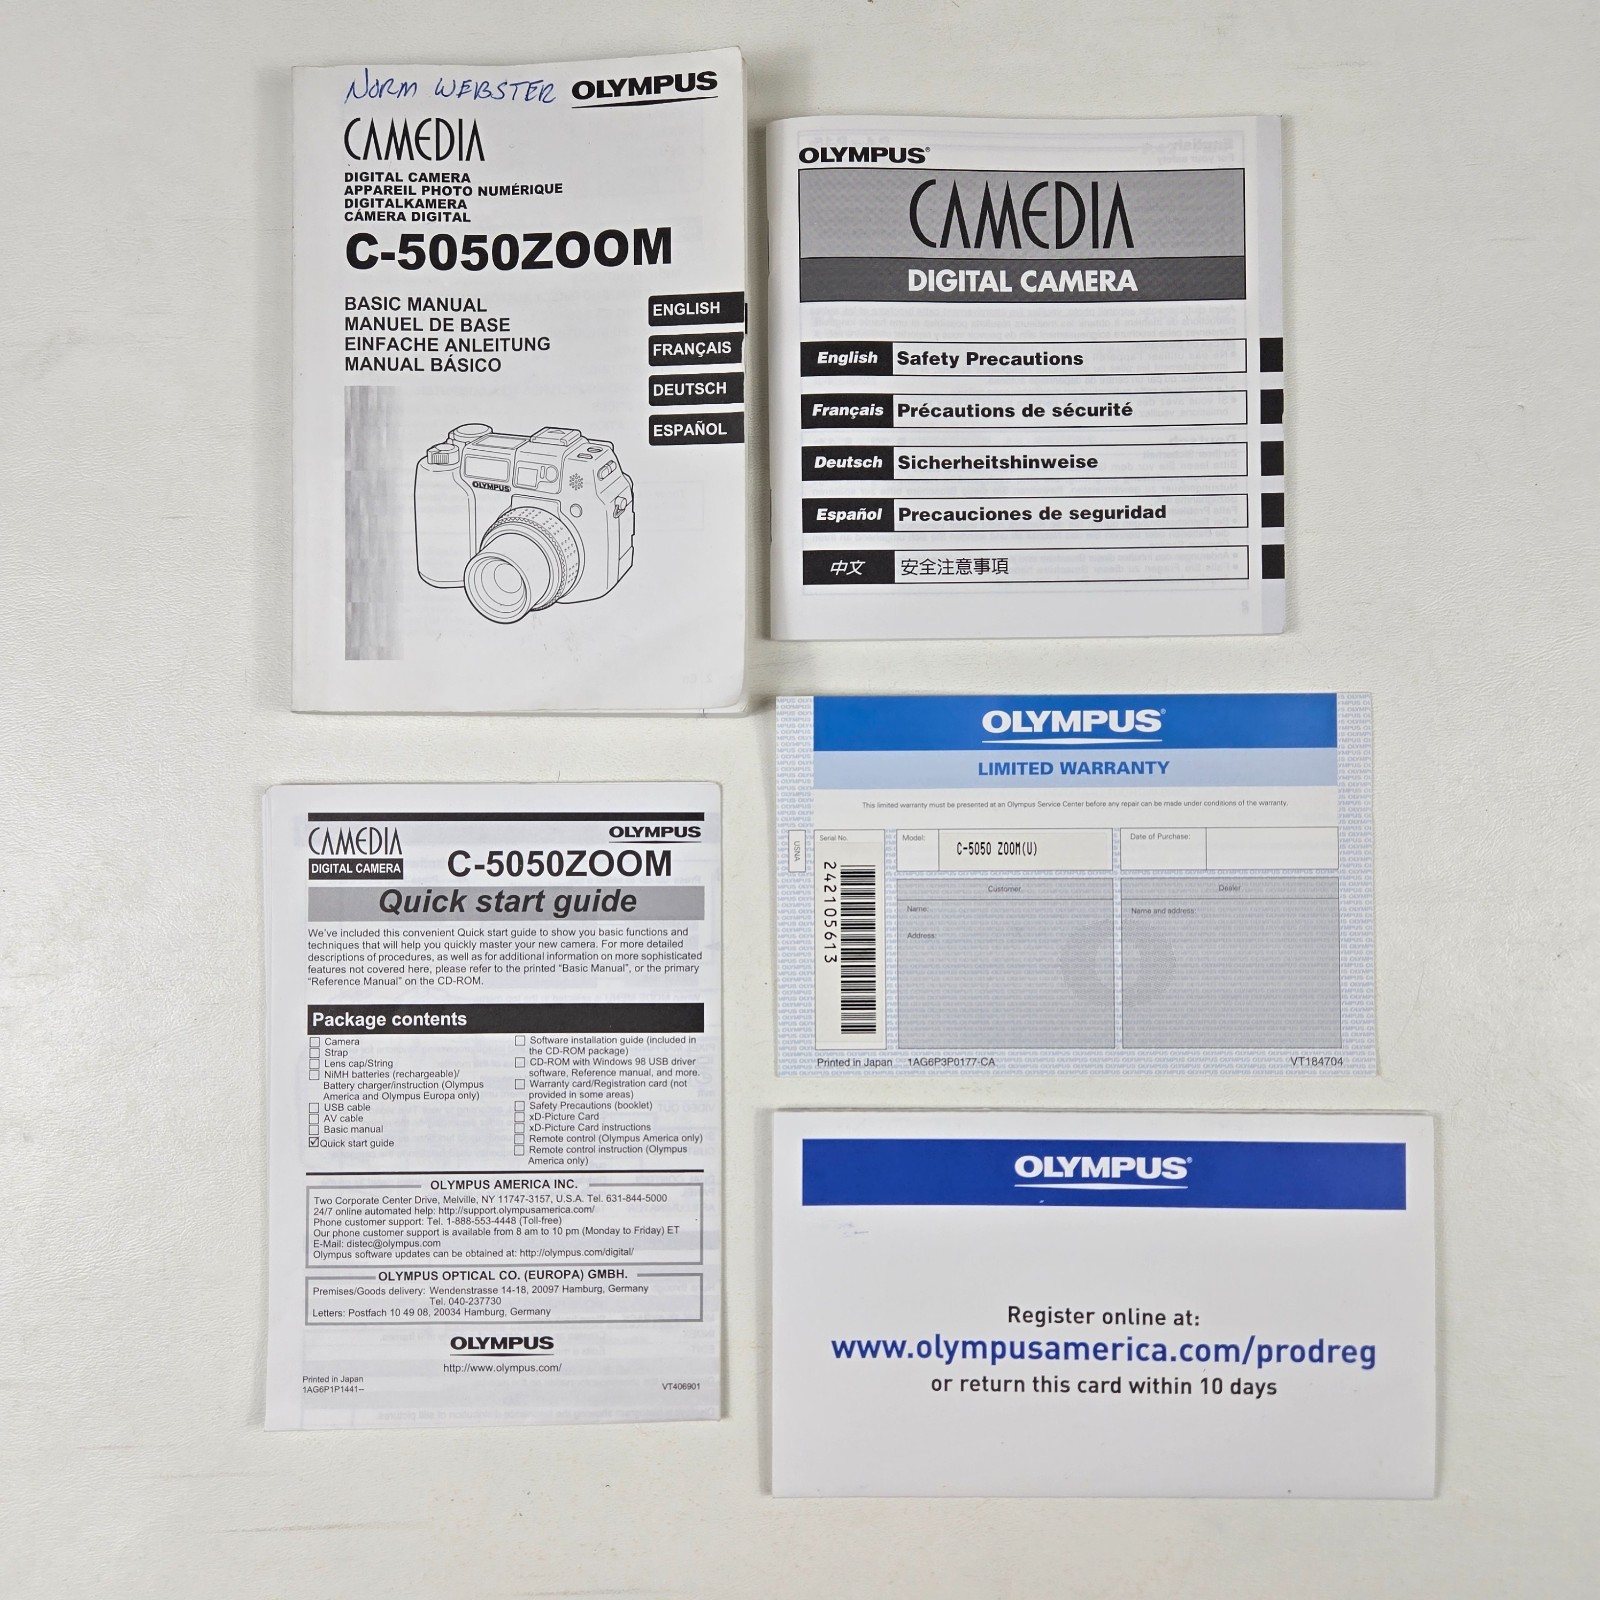 NORM WEBSTER
OLYMPUS
CAMEDIA
DIGITAL CAMERA
APPAREIL PHOTO NUMÉRIQUE
DIGITALKAMERA
CÁMERA DIGITAL
C-5050ZOOM
BASIC MANUAL
MANUEL DE BASE
EINFACHE ANLEITUNG
MANUAL BÁSICO
ENGLISH
FRANÇAIS
DEUTSCH
ESPAÑOL
OLYMPUS
OLYMPUS®
CAMEDIA
DIGITAL CAMERA
English Safety Precautions
Français Précautions de sécurité
Deutsch Sicherheitshinweise
Español Precauciones de seguridad
中文 安全注意事項
OLYMPUS®
LIMITED WARRANTY
This limited warranty must be presented at an Olympus Service Center before any repair can be made under conditions of the warranty.
USNA
Serial No.
242105613
Model: C-5050 ZOOM(U)
Date of Purchase:
Customer
Name:
Address:
Dealer
Name and address:
Printed in Japan 1AG6P3P0177-CA VT184704
CAMEDIA
DIGITAL CAMERA
OLYMPUS
C-5050ZOOM
Quick start guide
We've included this convenient Quick start guide to show you basic functions and
techniques that will help you quickly master your new camera. For more detailed
descriptions of procedures, as well as for additional information on more sophisticated
features not covered here, please refer to the printed "Basic Manual", or the primary
"Reference Manual" on the CD-ROM.
Package contents
Camera
Strap
Lens cap/String
NiMH batteries (rechargeable)/
Battery charger/instruction (Olympus
America and Olympus Europa only)
USB cable
AV cable
Basic manual
Quick start guide
Software installation guide (included in
the CD-ROM package)
CD-ROM with Windows 98 USB driver
software, Reference manual, and more.
Warranty card/Registration card (not
provided in some areas)
Safety Precautions (booklet)
xD-Picture Card
xD-Picture Card instructions
Remote control (Olympus America only)
Remote control instruction (Olympus
America only)
OLYMPUS AMERICA INC.
Two Corporate Center Drive, Melville, NY 11747-3157, U.S.A. Tel. 631-844-5000
24/7 online automated help: http://support.olympusamerica.com/
Phone customer support: Tel. 1-888-553-4448 (Toll-free)
Our phone customer support is available from 8 am to 10 pm (Monday to Friday) ET
E-Mail: distec@olympus.com
Olympus software updates can be obtained at: http://olympus.com/digital/
OLYMPUS OPTICAL CO. (EUROPA) GMBH.
Premises/Goods delivery: Wendenstrasse 14-18, 20097 Hamburg, Germany
Tel. 040-237730
Letters: Postfach 10 49 08, 20034 Hamburg, Germany
OLYMPUS
http://www.olympus.com/
Printed in Japan
1AG6P1P1441--
VT406901
OLYMPUS®
Register online at:
www.olympusamerica.com/prodreg
or return this card within 10 days